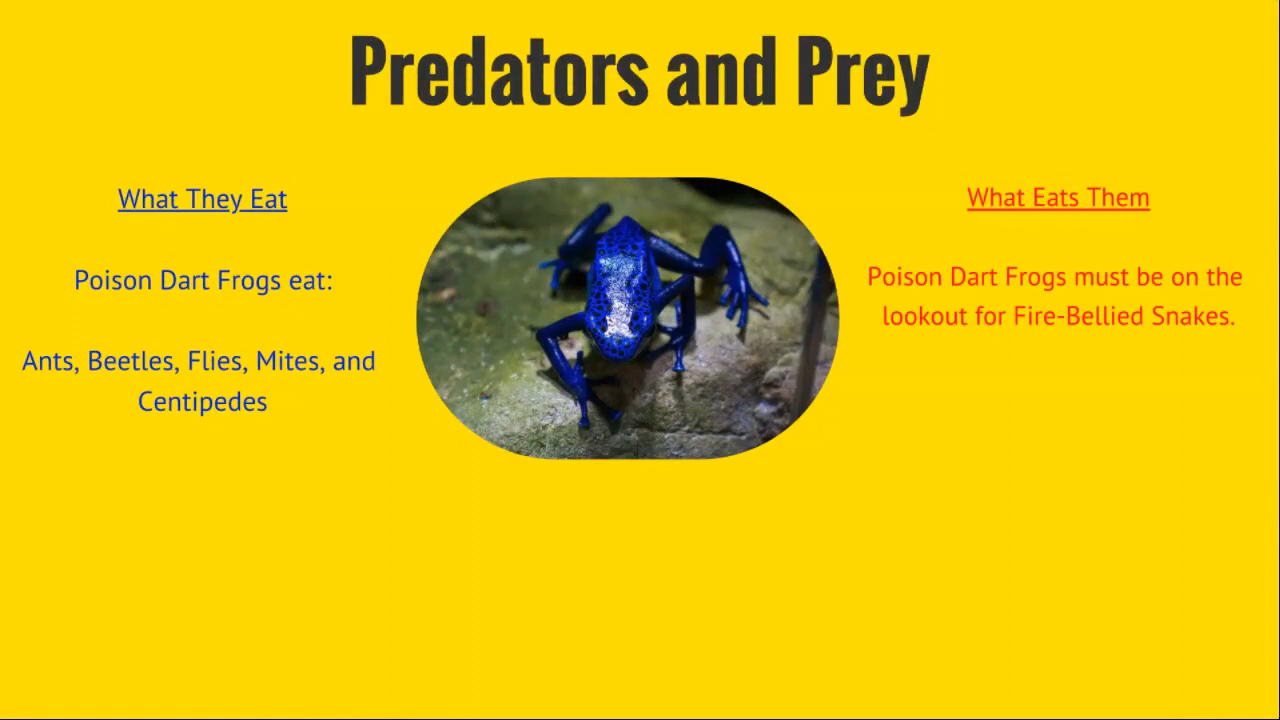 Predators and Prey
What They Eat
Poison Dart Frogs eat:
Ants, Beetles, Flies, Mites, and
Centipedes
What Eats Them
Poison Dart Frogs must be on the
lookout for Fire-Bellied Snakes.